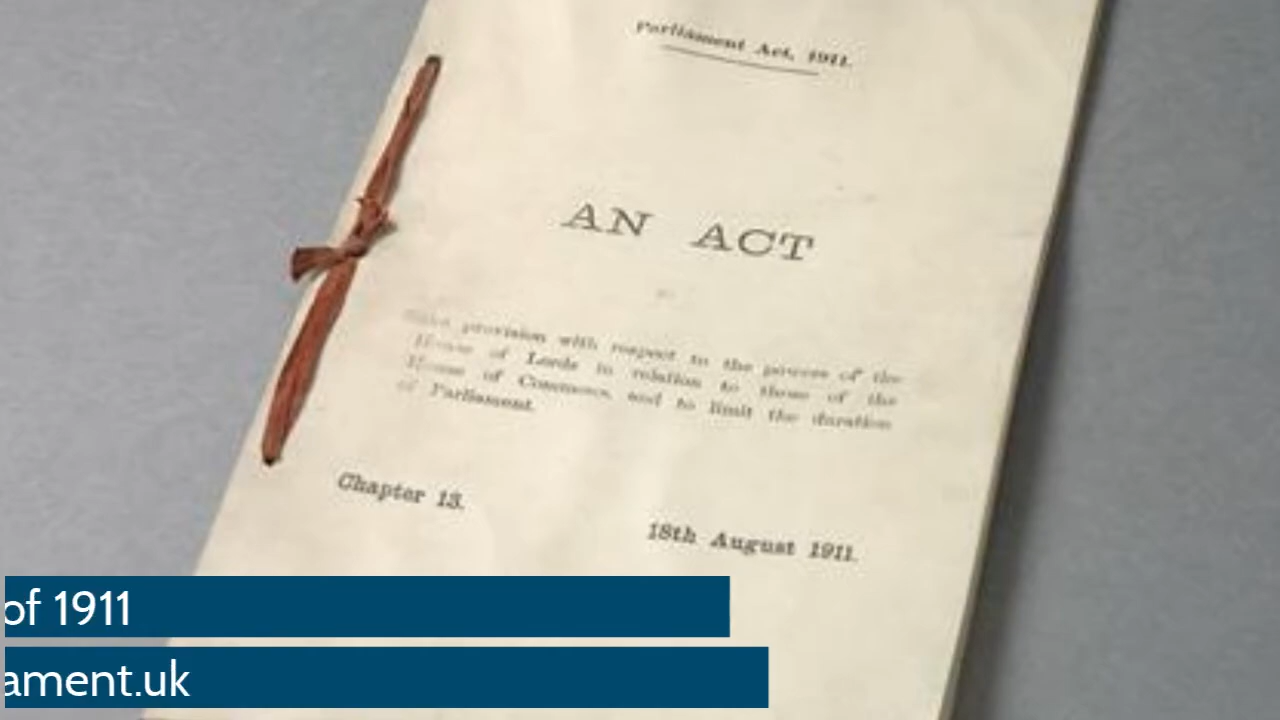 Parliament Act, 1911.
AN ACT
provision with respect to the powers of the
House of Lords in relation to those of the
House of Commons, and to limit the duration
of Parliament.
Chapter 13.
18th August 1911.
of 1911
ament.uk